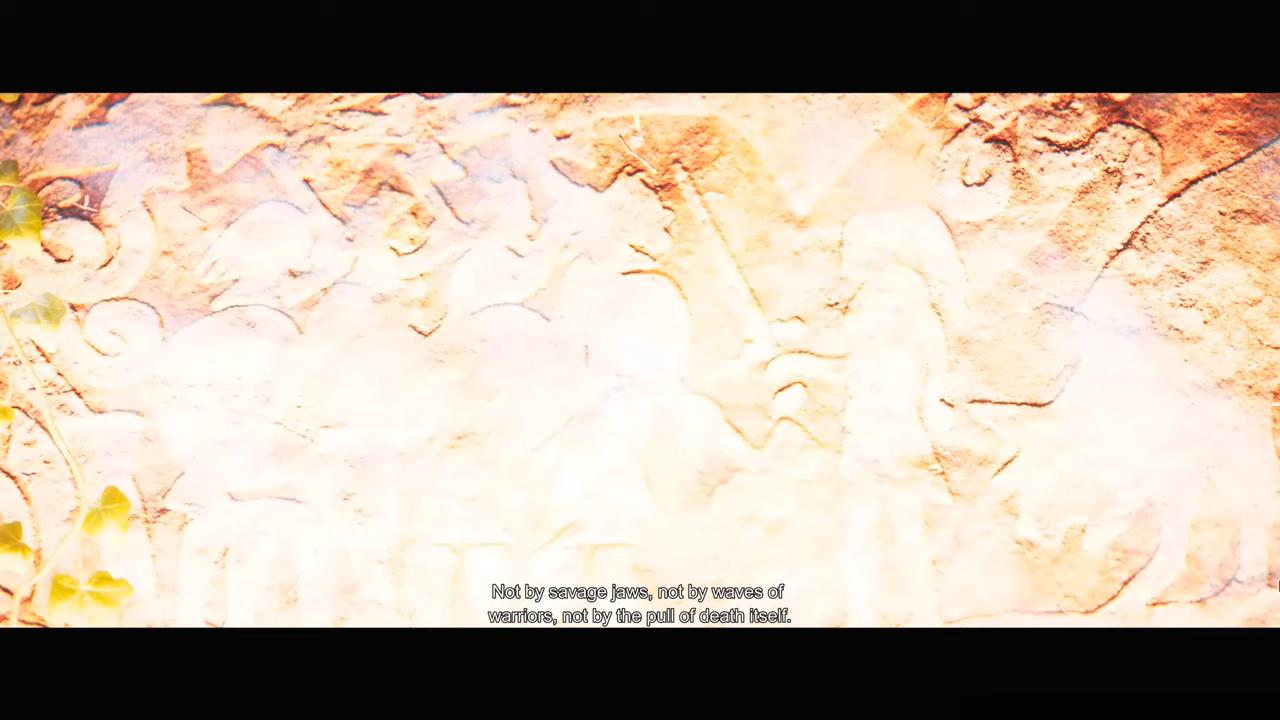 Not by savage jaws, not by waves of
warriors, not by the pull of death itself.